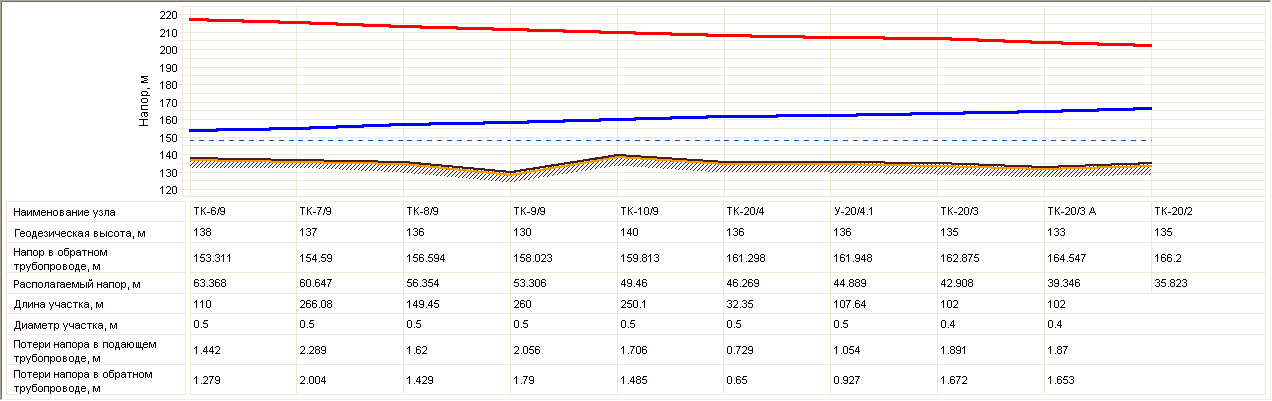 220
210
200
190
180
170
160
150
140
130
120
Напор, м
Наименование узла ТК-6/9 ТК-7/9 ТК-8/9 ТК-9/9 ТК-10/9 ТК-20/4 У-20/4.1 ТК-20/3 ТК-20/3 А ТК-20/2
Геодезическая высота, м 138 137 136 130 140 136 136 135 133 135
Напор в обратном
трубопроводе, м 153.311 154.59 156.594 158.023 159.813 161.298 161.948 162.875 164.547 166.2
Располагаемый напор, м 63.368 60.647 56.354 53.306 49.46 46.269 44.889 42.908 39.346 35.823
Длина участка, м 110 266.08 149.45 260 250.1 32.35 107.64 102 102
Диаметр участка, м 0.5 0.5 0.5 0.5 0.5 0.5 0.5 0.4 0.4
Потери напора в подающем
трубопроводе, м 1.442 2.289 1.62 2.056 1.706 0.729 1.054 1.891 1.87
Потери напора в обратном
трубопроводе, м 1.279 2.004 1.429 1.79 1.485 0.65 0.927 1.672 1.653